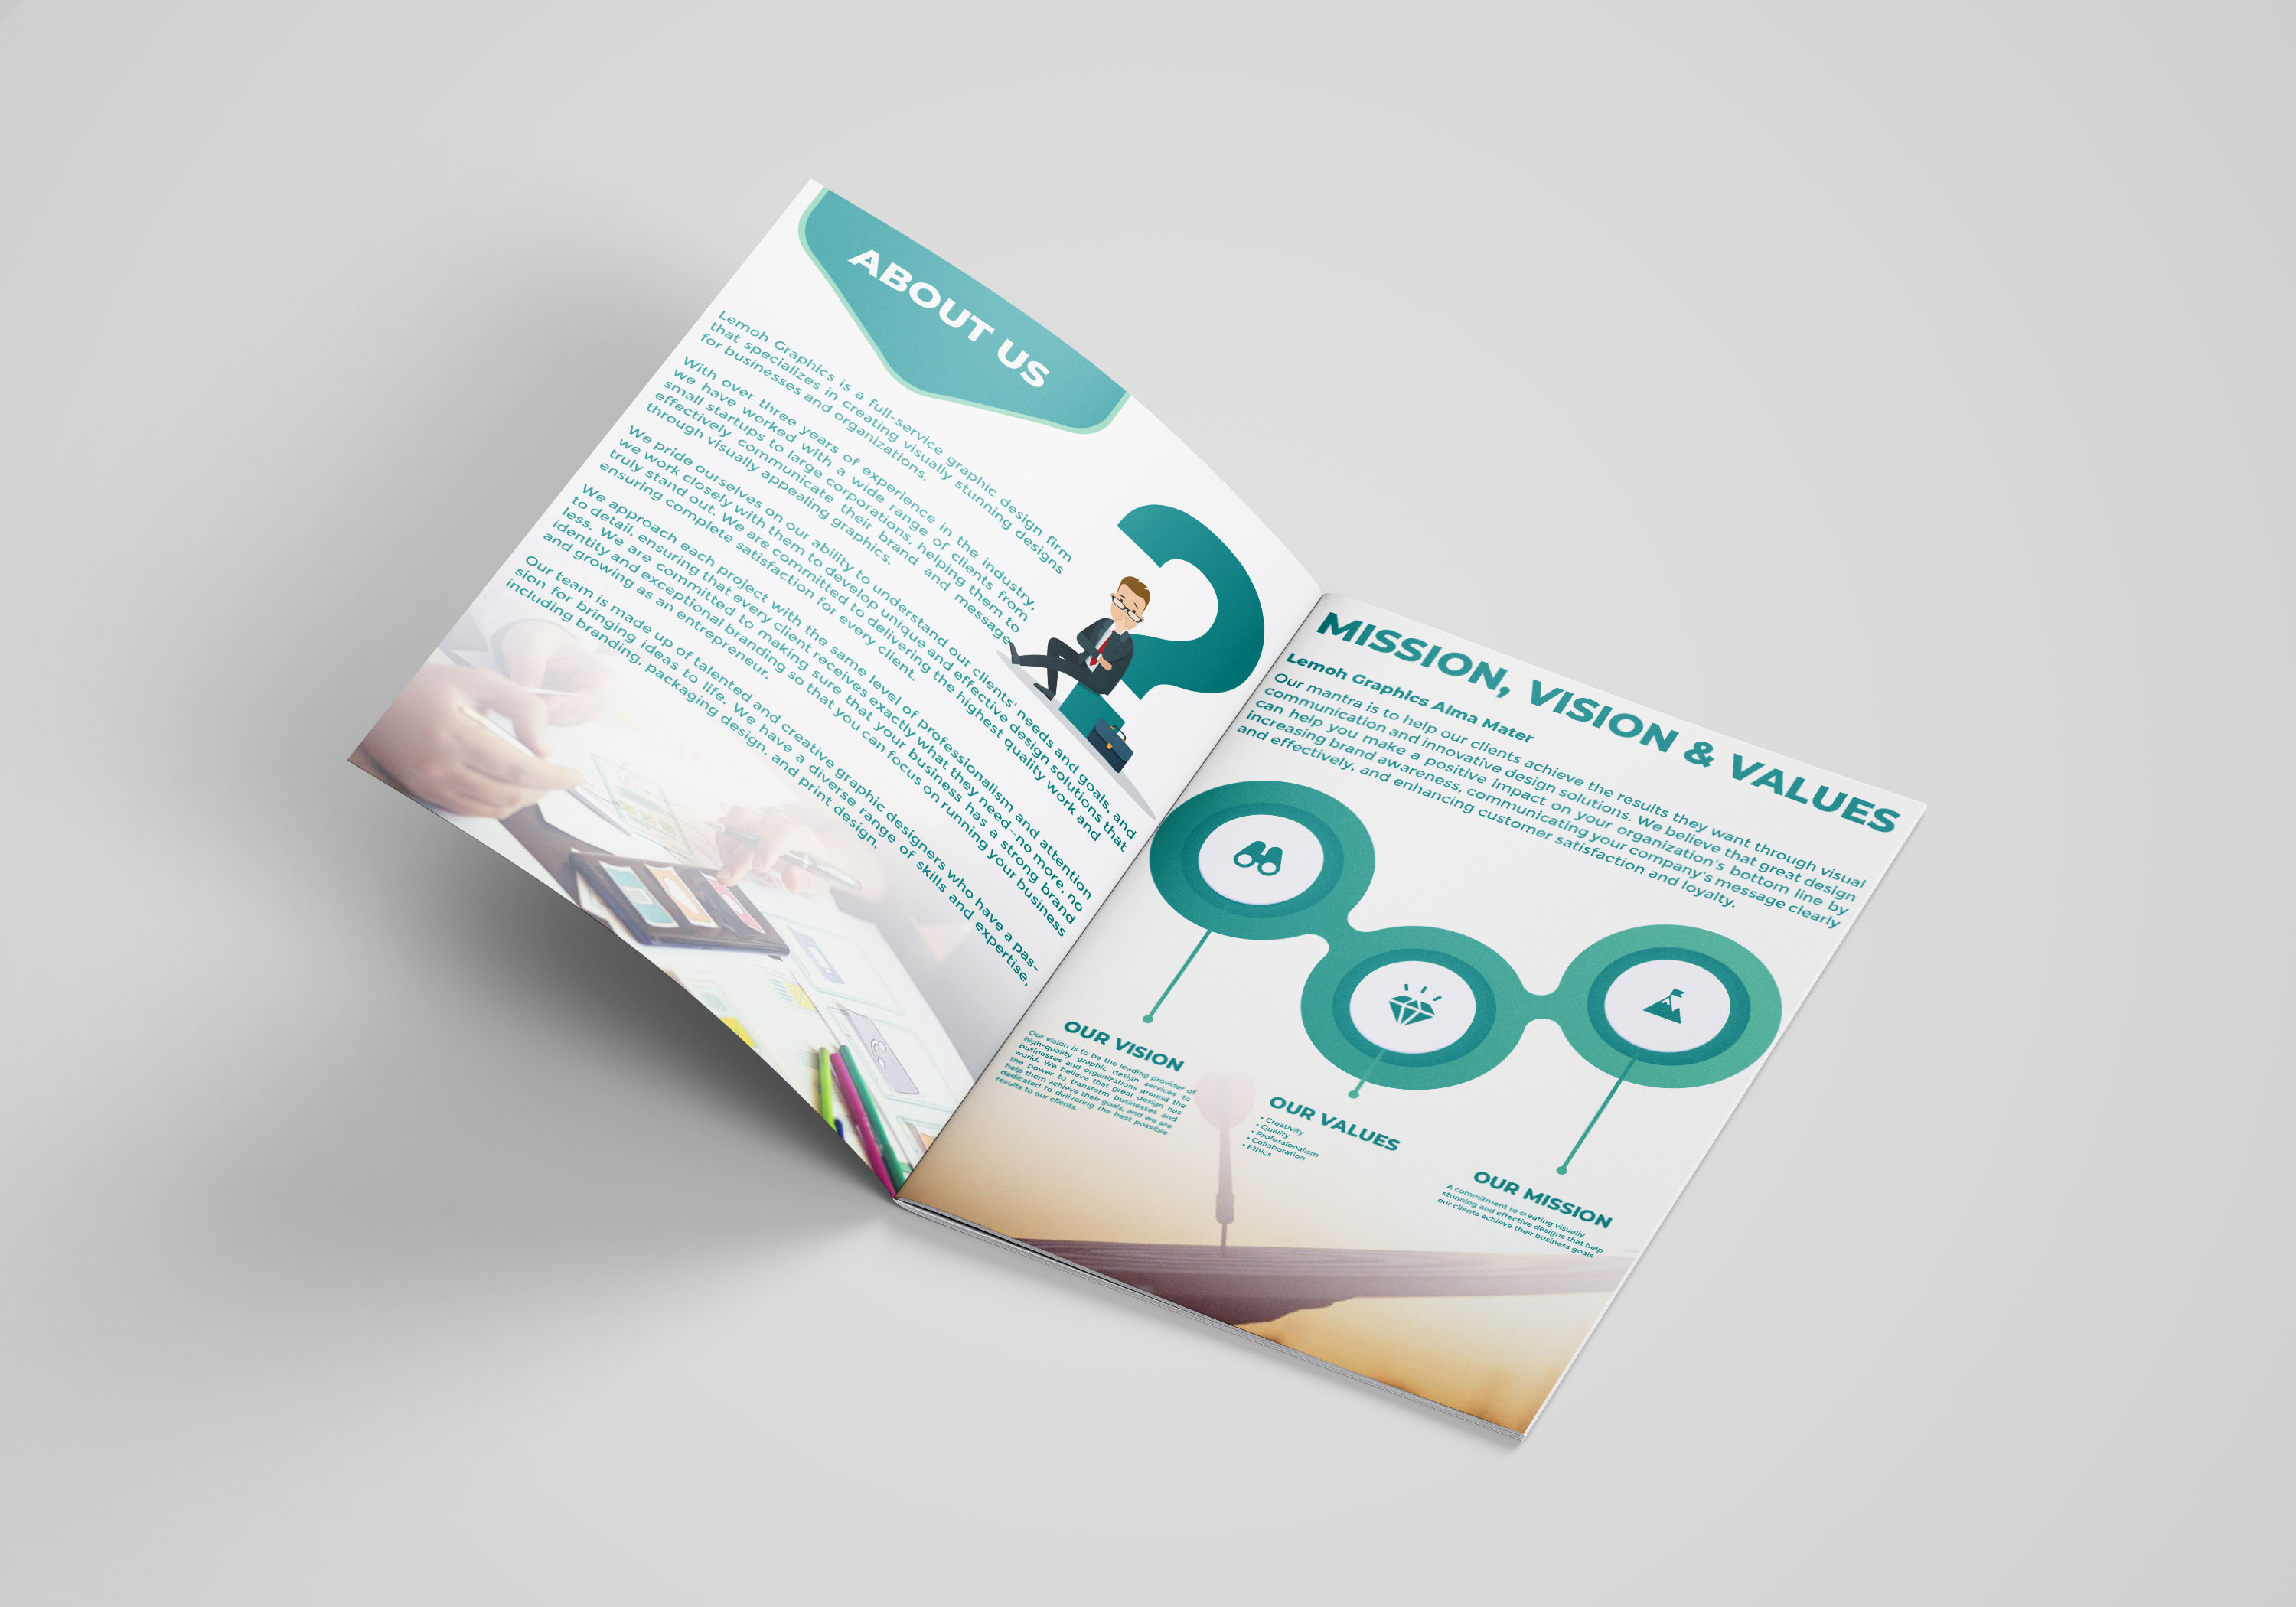 ABOUT US
Lemoh Graphics is a full-service graphic design firm
that specializes in creating visually stunning designs
for businesses and organizations.
With over three years of experience in the industry,
we have worked with a wide range of clients from
small startups to large corporations, helping them to
effectively communicate their brand and message
through visually appealing graphics.
We pride ourselves on our ability to understand our clients' needs and goals, and
we work closely with them to develop unique and effective design solutions that
truly stand out. We are committed to delivering the highest quality work and
ensuring complete satisfaction for every client.
We approach each project with the same level of professionalism and attention
to detail, ensuring that every client receives exactly what they need—no more, no
less. We are committed to making sure that your business has a strong brand
identity and exceptional branding so that you can focus on running your business
and growing as an entrepreneur.
Our team is made up of talented and creative graphic designers who have a pas-
sion for bringing ideas to life. We have a diverse range of skills and expertise,
including branding, packaging design, and print design.
MISSION, VISION & VALUES
Lemoh Graphics Alma Mater
Our mantra is to help our clients achieve the results they want through visual
communication and innovative design solutions. We believe that great design
can help you make a positive impact on your organization's bottom line by
increasing brand awareness, communicating your company's message clearly
and effectively, and enhancing customer satisfaction and loyalty.
OUR VISION
Our vision is to be the leading provider of
high-quality graphic design services to
businesses and organizations around the
world. We believe that great design has
the power to transform businesses and
help them achieve their goals, and we are
dedicated to delivering the best possible
results to our clients.
OUR VALUES
• Creativity
• Quality
• Professionalism
• Collaboration
• Ethics
OUR MISSION
A commitment to creating visually
stunning and effective designs that help
our clients achieve their business goals